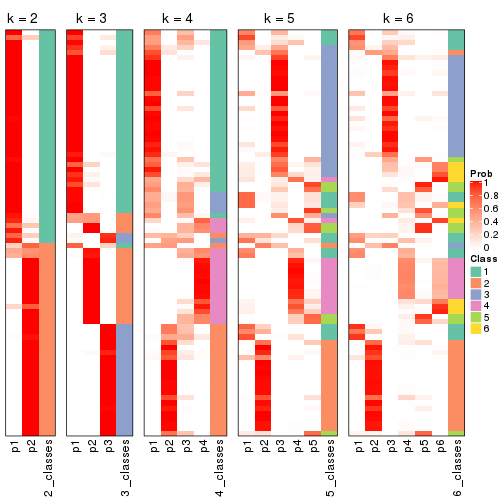 k = 2
k = 3
k = 4
k = 5
k = 6
Prob
1
0.8
0.6
0.4
0.2
0
Class
1
2
3
4
5
6
p1
p2
2_classes
p1
p2
p3
3_classes
p1
p2
p3
p4
4_classes
p1
p2
p3
p4
p5
5_classes
p1
p2
p3
p4
p5
p6
6_classes